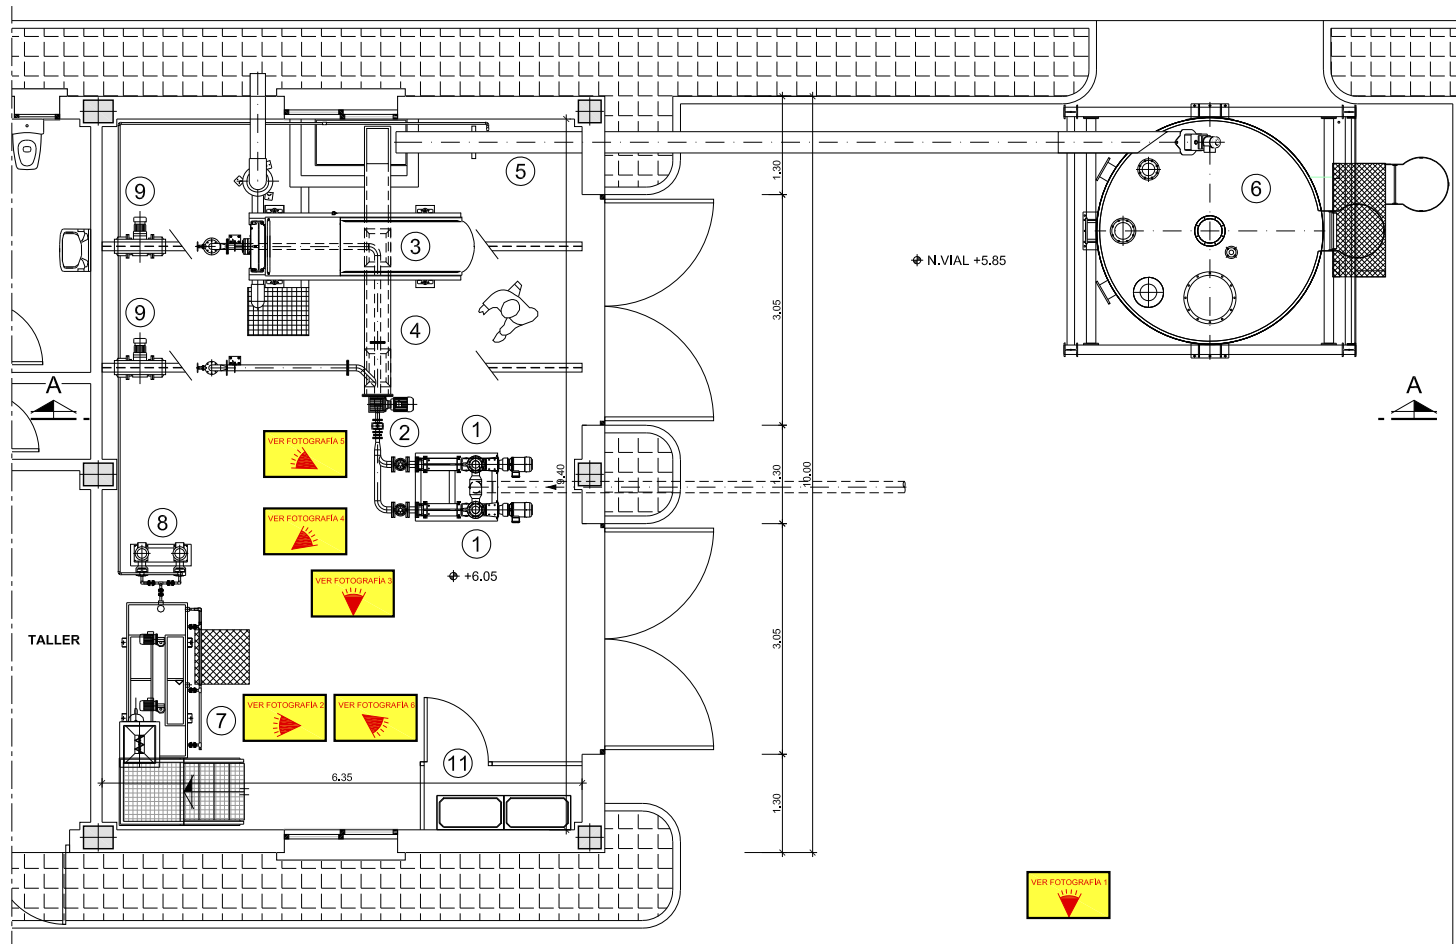 5
9
6
1.30
3
N.VIAL +5.85
9
4
3.05
A
A
1
2
VER FOTOGRAFÍA 5
9.40
1.30
10.00
8
VER FOTOGRAFÍA 4
1
+6.05
VER FOTOGRAFÍA 3
TALLER
3.05
VER FOTOGRAFÍA 2
VER FOTOGRAFÍA 6
7
11
6.35
1.30
VER FOTOGRAFÍA 1